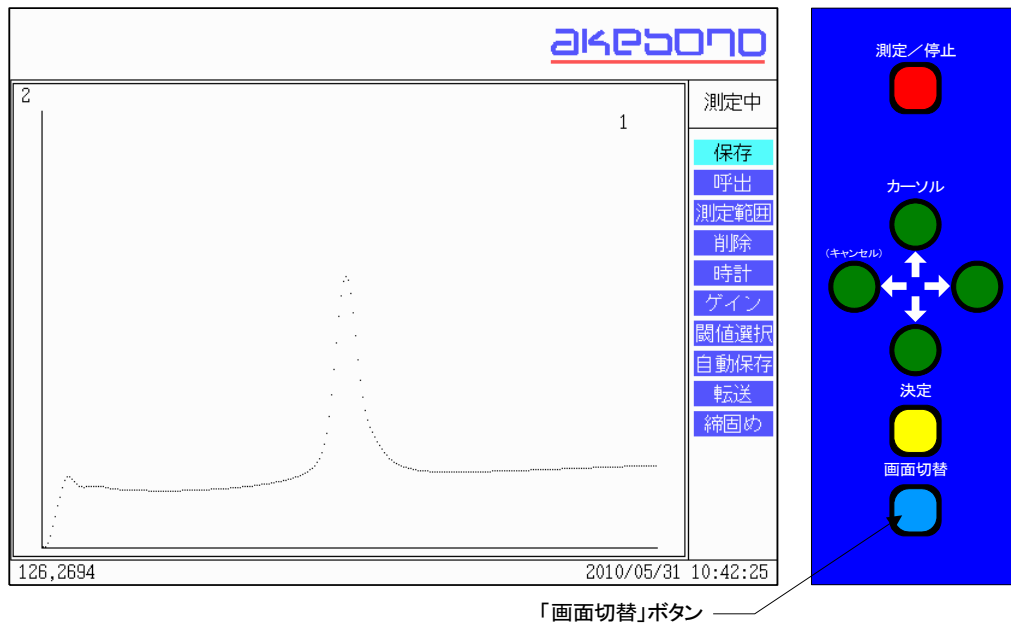 akebono
2
1
測定中
保存
呼出
測定範囲
削除
時計
ゲイン
閾値選択
自動保存
転送
締固め
126,2694
2010/05/31 10:42:25
測定／停止
カーソル
(キャンセル)
決定
画面切替
「画面切替」ボタン